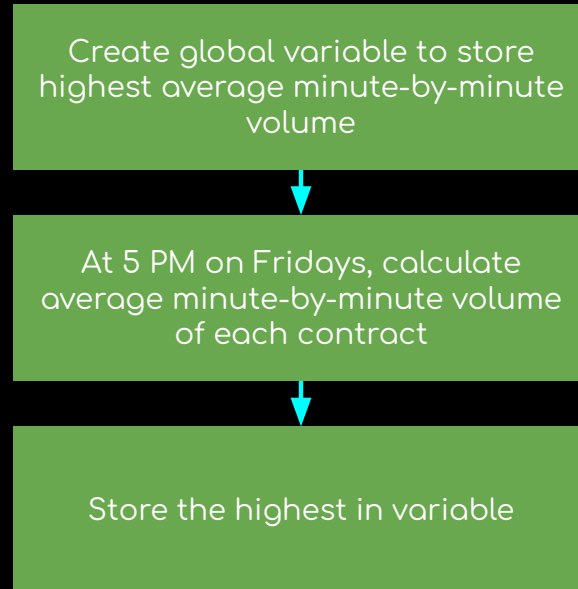 Create global variable to store
highest average minute-by-minute
volume
At 5 PM on Fridays, calculate
average minute-by-minute volume
of each contract
Store the highest in variable